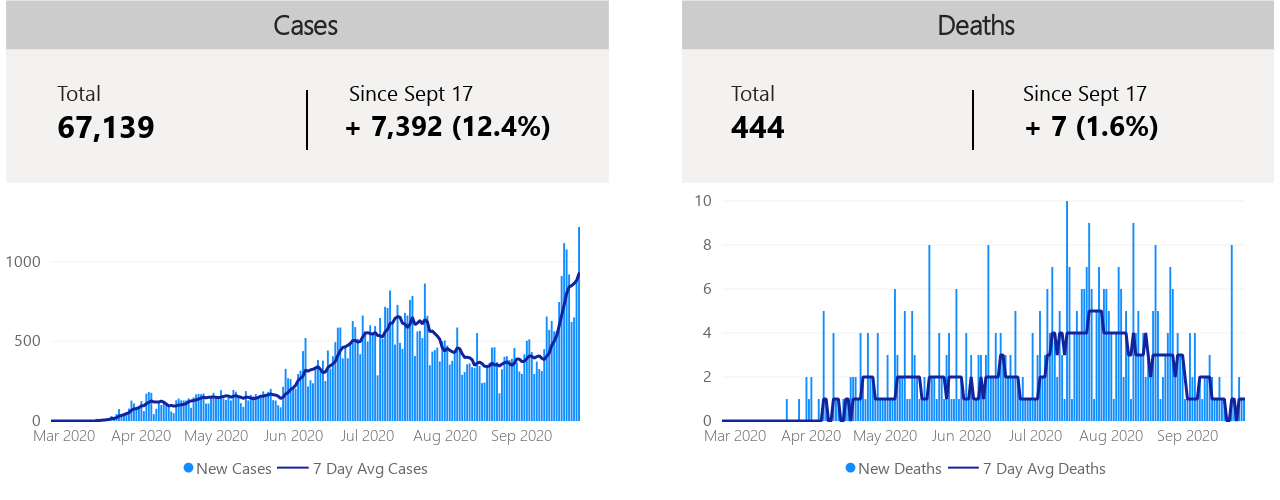 Cases
Total
Since Sept 17
67,139
+ 7,392 (12.4%)
1000
500
0
Mar 2020 Apr 2020 May 2020 Jun 2020 Jul 2020 Aug 2020 Sep 2020
New Cases 7 Day Avg Cases
Deaths
Total
Since Sept 17
444
+ 7 (1.6%)
10
8
6
4
2
0
Mar 2020 Apr 2020 May 2020 Jun 2020 Jul 2020 Aug 2020 Sep 2020
New Deaths 7 Day Avg Deaths